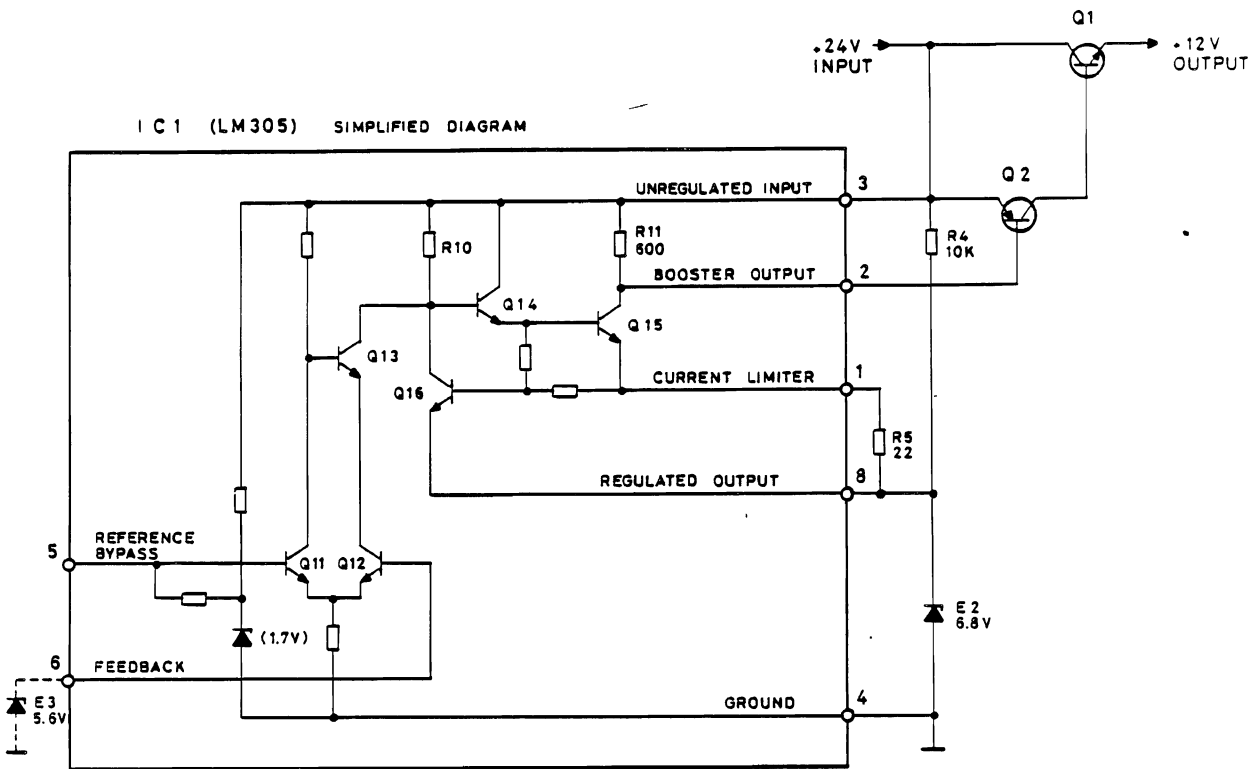 Q1
+24V
INPUT
+12V
OUTPUT
IC1 (LM305) SIMPLIFIED DIAGRAM
Q2
UNREGULATED INPUT
3
R10
R11
600
R4
10K
BOOSTER OUTPUT
2
Q14
Q15
Q13
CURRENT LIMITER
1
Q16
R5
22
REGULATED OUTPUT
8
REFERENCE
BYPASS
5
Q11
Q12
E2
6.8V
(1.7V)
6
FEEDBACK
E3
5.6V
GROUND
4